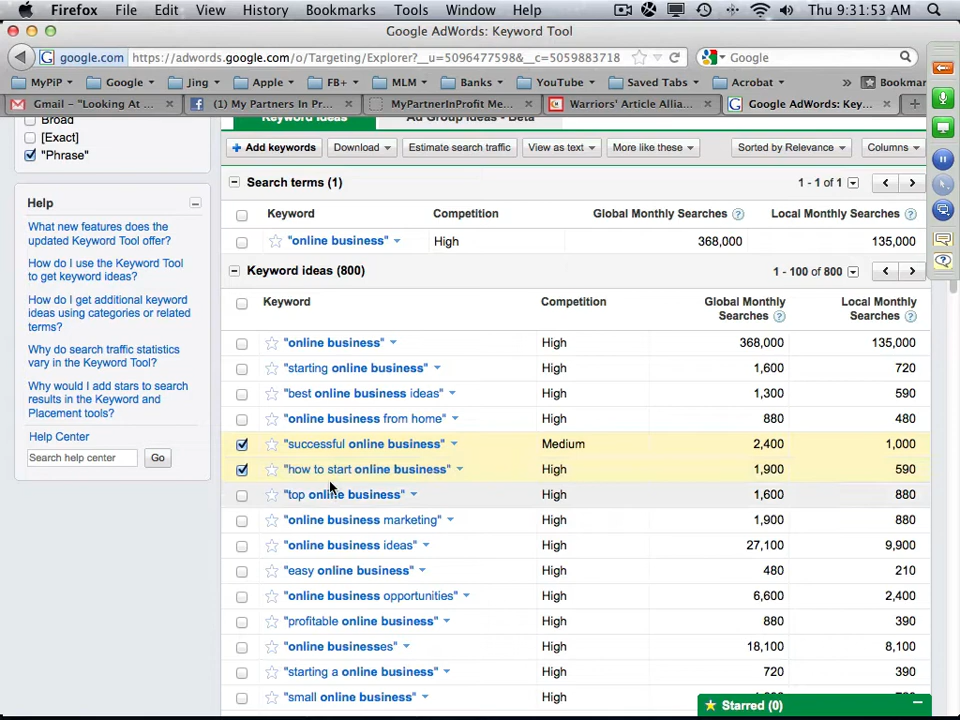 Firefox File Edit View History Bookmarks Tools Window Help Thu 9:31:53 AM
Google AdWords: Keyword Tool
google.com https://adwords.google.com/o/Targeting/Explorer?__u=5096477598&__c=5059883718 Google
MyPiP Google Jing Apple FB+ MLM Banks YouTube Saved Tabs Acrobat » Bookmar
Gmail – "Looking At ... (1) My Partners In Pr... MyPartnerInProfit Me... Warriors' Article Allia... Google AdWords: Key...
Broad
[Exact]
"Phrase"
Keyword ideas Ad Group Ideas - Beta
+ Add keywords Download Estimate search traffic View as text More like these Sorted by Relevance Columns
Search terms (1) 1 - 1 of 1
Keyword Competition Global Monthly Searches ? Local Monthly Searches ?
"online business" High 368,000 135,000
Keyword ideas (800) 1 - 100 of 800
Keyword Competition Global Monthly Searches ? Local Monthly Searches ?
"online business" High 368,000 135,000
"starting online business" High 1,600 720
"best online business ideas" High 1,300 590
"online business from home" High 880 480
"successful online business" Medium 2,400 1,000
"how to start online business" High 1,900 590
"top online business" High 1,600 880
"online business marketing" High 1,900 880
"online business ideas" High 27,100 9,900
"easy online business" High 480 210
"online business opportunities" High 6,600 2,400
"profitable online business" High 880 390
"online businesses" High 18,100 8,100
"starting a online business" High 720 390
"small online business" High
Help
What new features does the
updated Keyword Tool offer?
How do I use the Keyword Tool
to get keyword ideas?
How do I get additional keyword
ideas using categories or related
terms?
Why do search traffic statistics
vary in the Keyword Tool?
Why would I add stars to search
results in the Keyword and
Placement tools?
Help Center
Search help center Go
Starred (0)